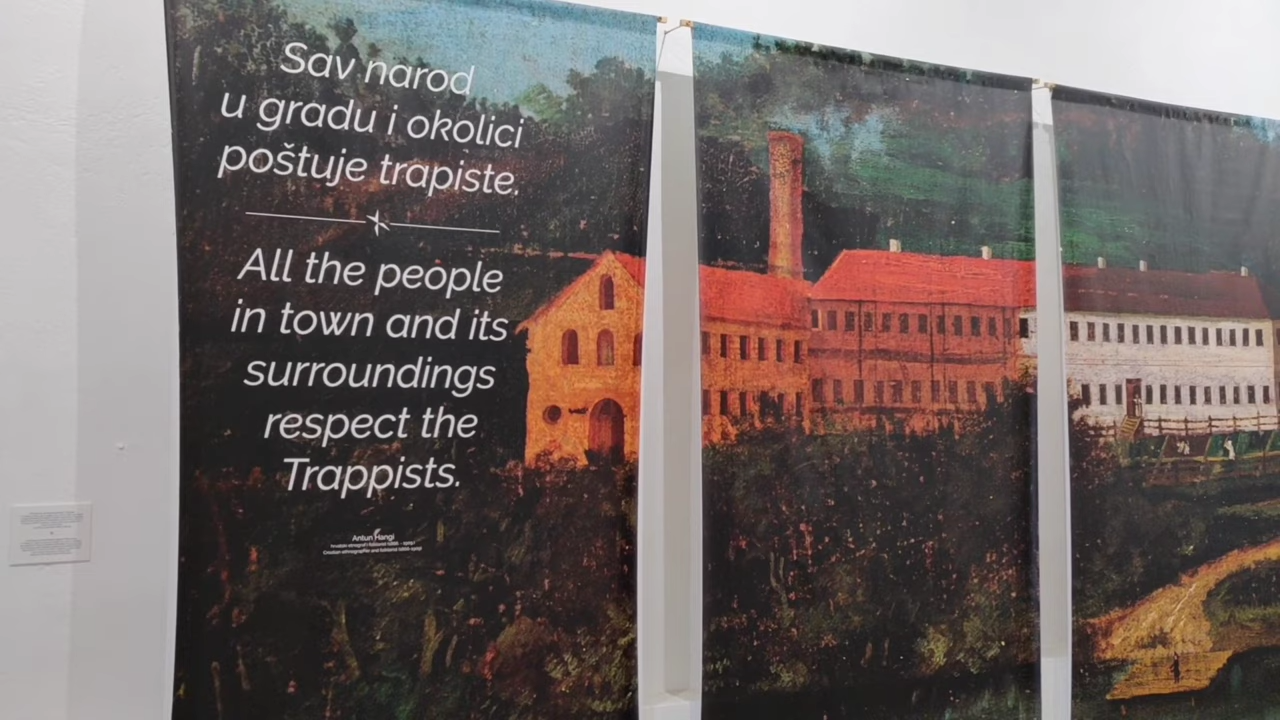 Sav narod
u gradu i okolici
poštuje trapiste.
All the people
in town and its
surroundings
respect the
Trappists.
Antun Hangi